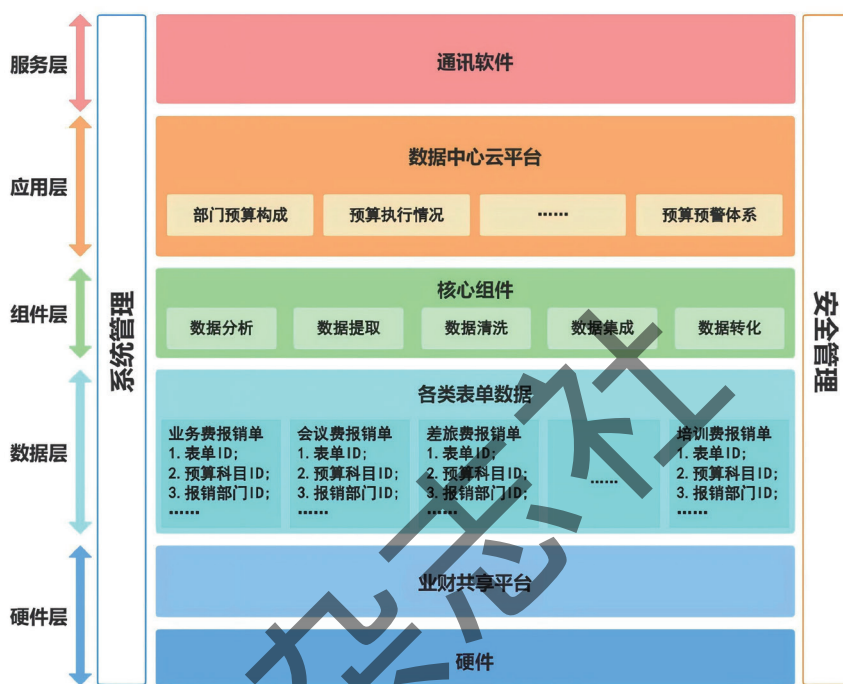 服务层
通讯软件
应用层
数据中心云平台
部门预算构成
预算执行情况
……
预算预警体系
组件层
核心组件
数据分析
数据提取
数据清洗
数据集成
数据转化
系统管理
安全管理
数据层
各类表单数据
业务费报销单
1. 表单ID;
2. 预算科目ID;
3. 报销部门ID;
……
会议费报销单
1. 表单ID;
2. 预算科目ID;
3. 报销部门ID;
……
差旅费报销单
1. 表单ID;
2. 预算科目ID;
3. 报销部门ID;
……
……
培训费报销单
1. 表单ID;
2. 预算科目ID;
3. 报销部门ID;
……
硬件层
业财共享平台
硬件
杂志社